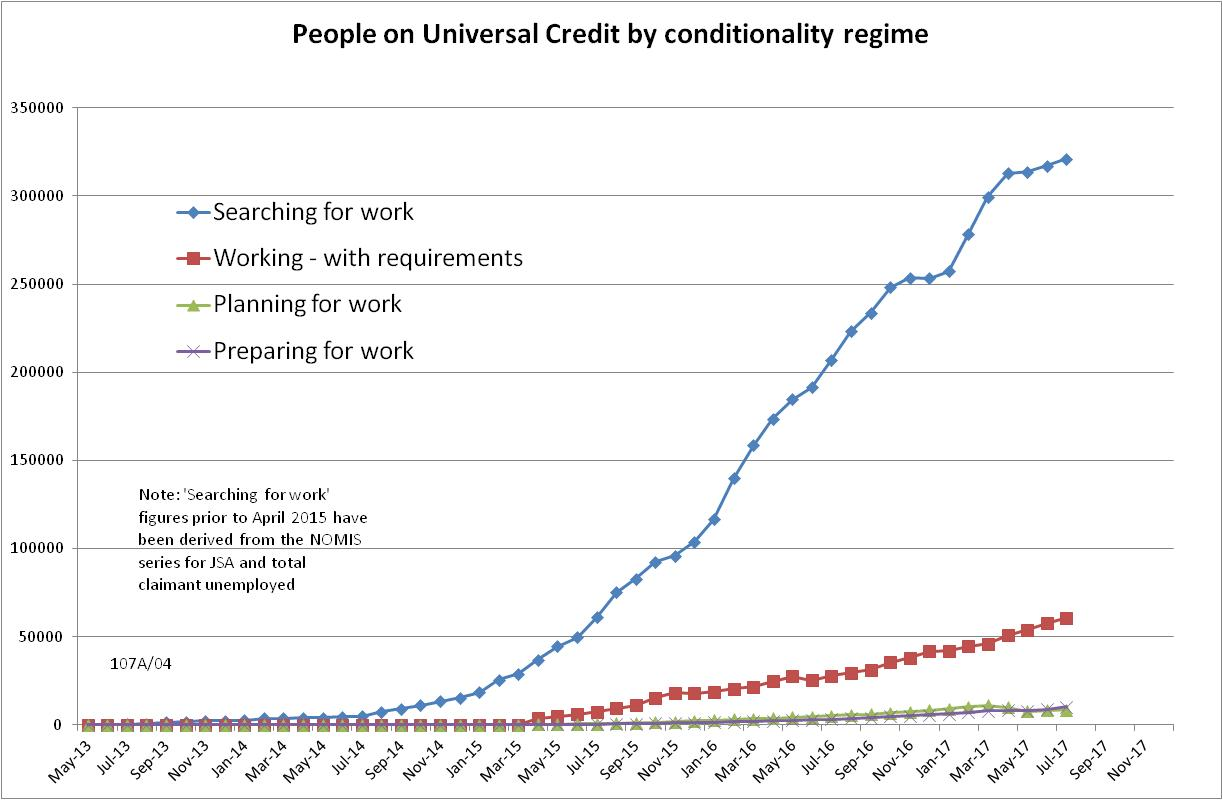 People on Universal Credit by conditionality regime
350000
300000
250000
200000
150000
100000
50000
0
Searching for work
Working - with requirements
Planning for work
Preparing for work
Note: 'Searching for work'
figures prior to April 2015 have
been derived from the NOMIS
series for JSA and total
claimant unemployed
107A/04
May-13
Jul-13
Sep-13
Nov-13
Jan-14
Mar-14
May-14
Jul-14
Sep-14
Nov-14
Jan-15
Mar-15
May-15
Jul-15
Sep-15
Nov-15
Jan-16
Mar-16
May-16
Jul-16
Sep-16
Nov-16
Jan-17
Mar-17
May-17
Jul-17
Sep-17
Nov-17